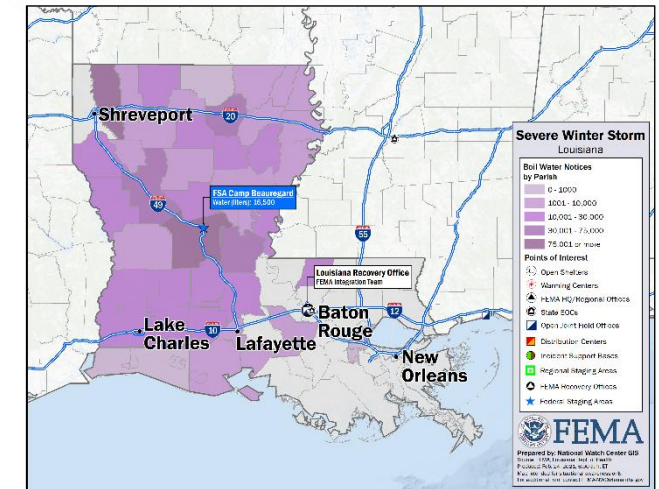 Shreveport
20
FSA Camp Beauregard
Water (liters): 16,500
49
55
Louisiana Recovery Office
FEMA Integration Team
Baton
Rouge
12
Lake
Charles
10
Lafayette
New
Orleans
Severe Winter Storm
Louisiana
Boil Water Notices
by Parish
0 - 1000
1001 - 10,000
10,001 - 30,000
30,001 - 75,000
75,001 or more
Points of Interest
Open Shelters
Warming Centers
FEMA HQ/Regional Offices
State EOCs
Open Joint Field Offices
Distribution Centers
Incident Support Bases
Regional Staging Areas
FEMA Recovery Offices
Federal Staging Areas
FEMA
Prepared by: National Watch Center GIS